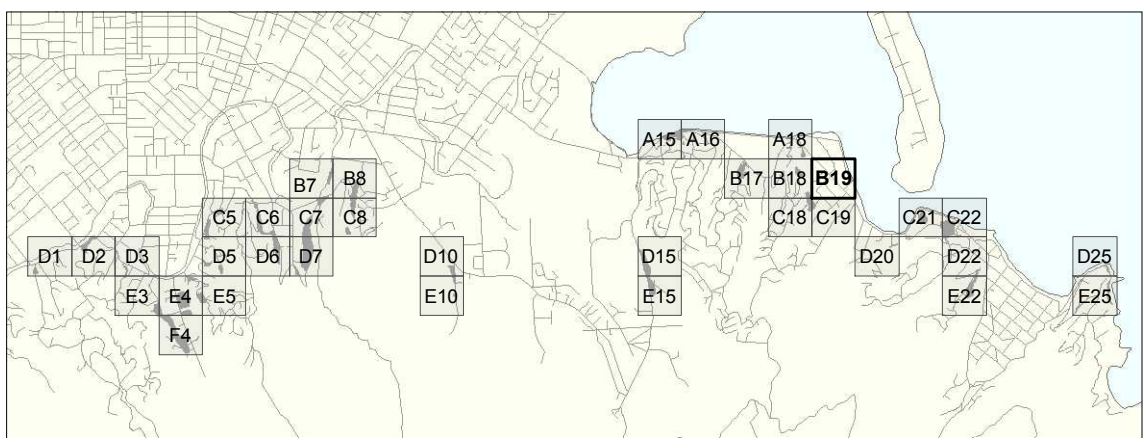 A15 A16 A18
B7 B8 B17 B18 B19
C5 C6 C7 C8 C18 C19 C21 C22
D1 D2 D3 D5 D6 D7 D10 D15 D20 D22 D25
E3 E4 E5 E10 E15 E22 E25
F4